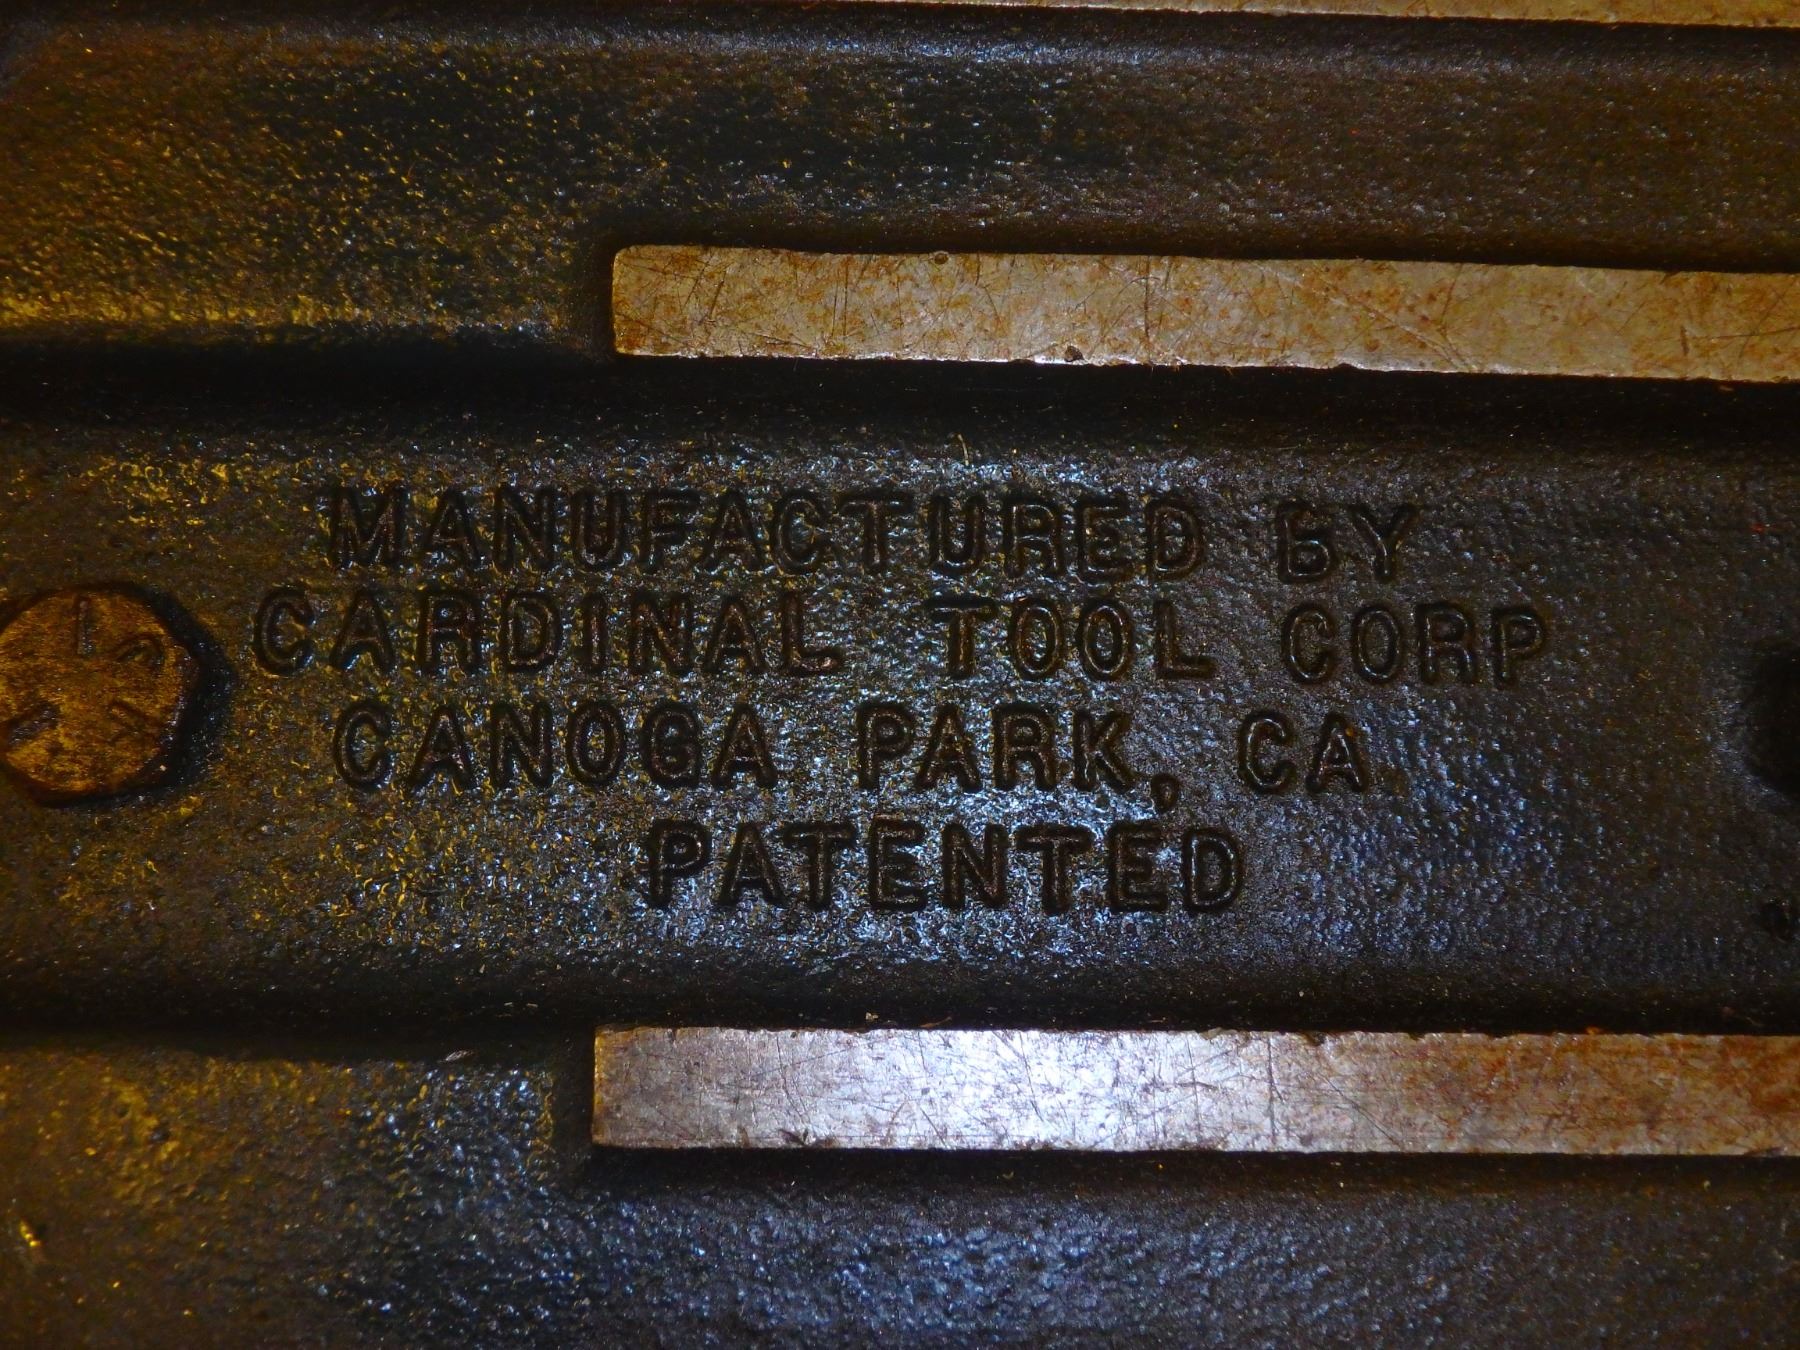 MANUFACTURED BY
CARDINAL TOOL CORP
CANOGA PARK, CA
PATENTED